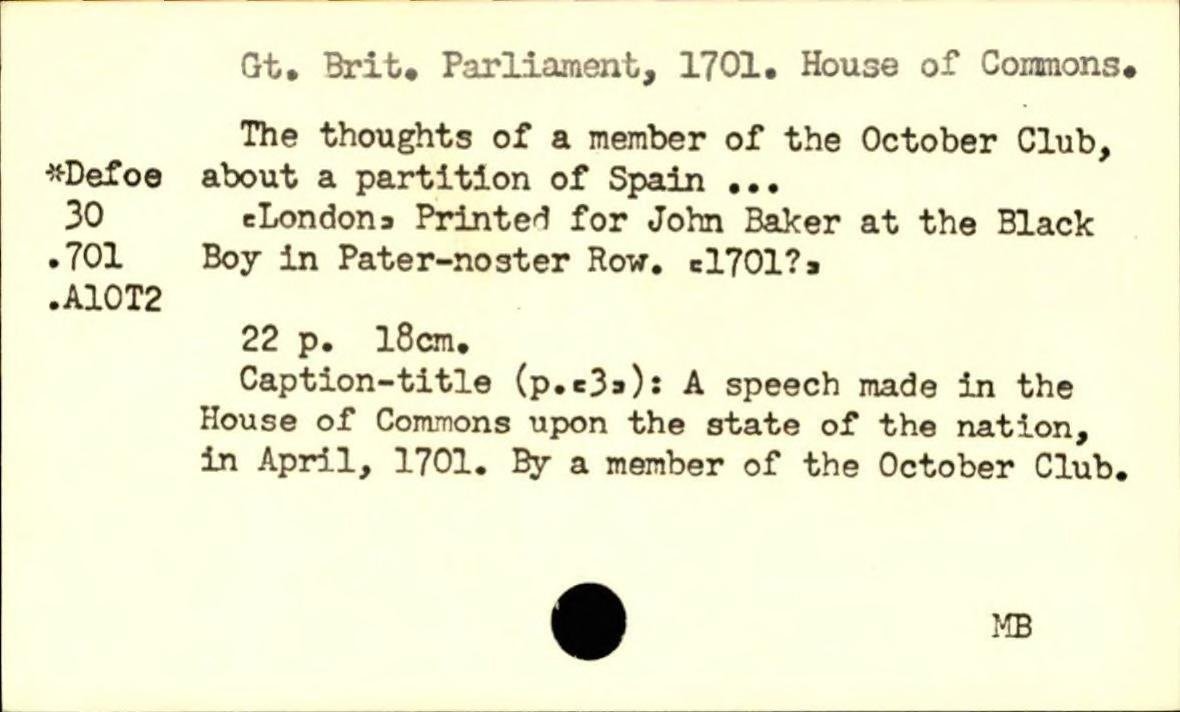 Gt. Brit. Parliament, 1701. House of Commons.
The thoughts of a member of the October Club,
*Defoe about a partition of Spain ...
30 [London] Printed for John Baker at the Black
.701 Boy in Pater-noster Row. [1701?]
.A10T2
22 p. 18cm.
Caption-title (p.[3]): A speech made in the
House of Commons upon the state of the nation,
in April, 1701. By a member of the October Club.
MB